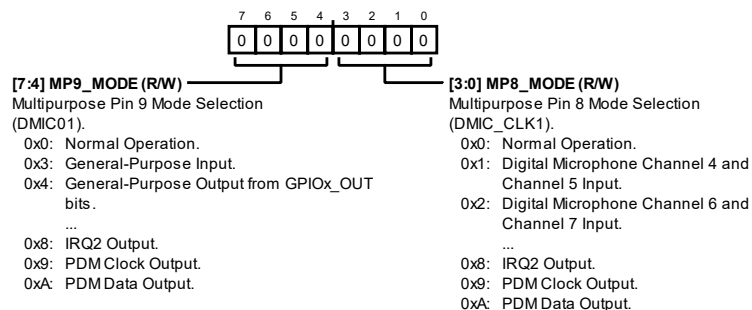 7 6 5 4 3 2 1 0
0 0 0 0 0 0 0 0
[7:4] MP9_MODE (R/W)
Multipurpose Pin 9 Mode Selection
(DMIC01).
0x0: Normal Operation.
0x3: General-Purpose Input.
0x4: General-Purpose Output from GPIOx_OUT
bits.
...
0x8: IRQ2 Output.
0x9: PDM Clock Output.
0xA: PDM Data Output.
[3:0] MP8_MODE (R/W)
Multipurpose Pin 8 Mode Selection
(DMIC_CLK1).
0x0: Normal Operation.
0x1: Digital Microphone Channel 4 and
Channel 5 Input.
0x2: Digital Microphone Channel 6 and
Channel 7 Input.
...
0x8: IRQ2 Output.
0x9: PDM Clock Output.
0xA: PDM Data Output.